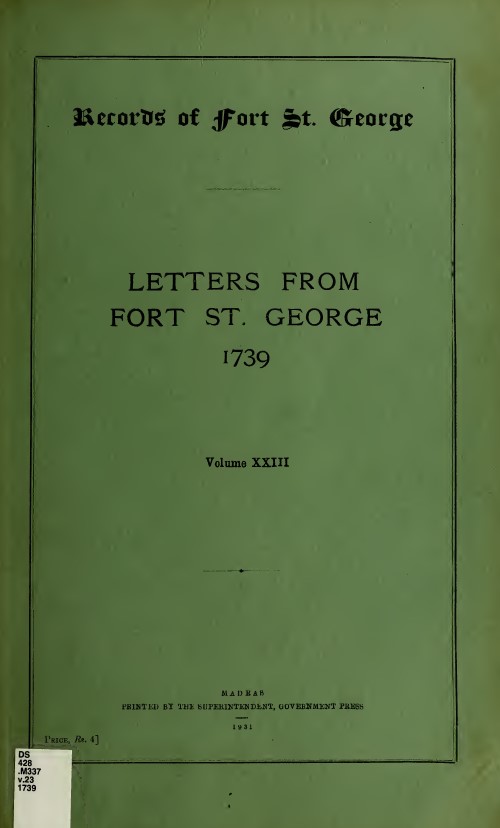 Records of Fort St. George
LETTERS FROM
FORT ST. GEORGE
1739
Volume XXIII
MADRAS
PRINTED BY THE SUPERINTENDENT, GOVERNMENT PRESS
1931
PRICE, Rs. 4]
DS
428
.M337
v.23
1739